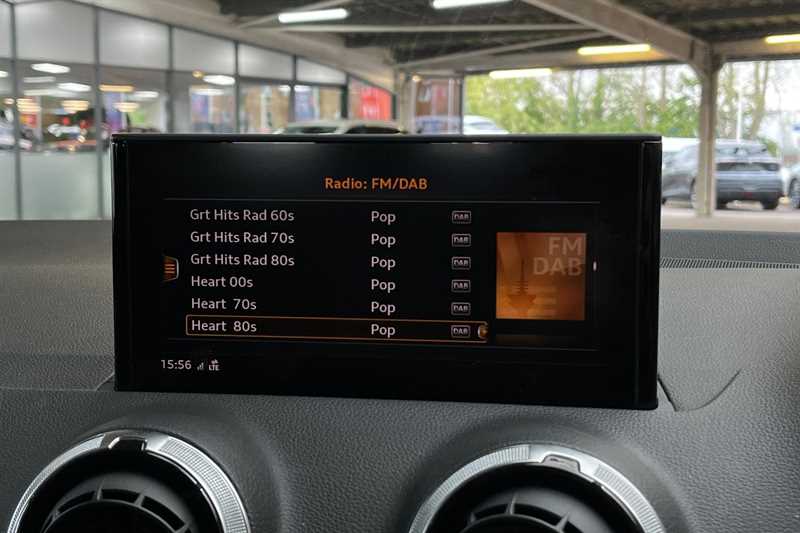 Radio: FM/DAB
Grt Hits Rad 60s Pop DAB
Grt Hits Rad 70s Pop DAB
Grt Hits Rad 80s Pop DAB
Heart 00s Pop DAB
Heart 70s Pop DAB
Heart 80s Pop DAB
FM
DAB
15:56 LTE